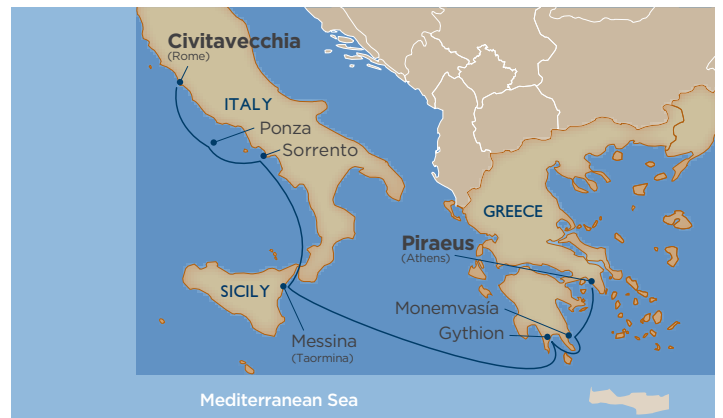 Civitavecchia
(Rome)
ITALY
Ponza
Sorrento
GREECE
Piraeus
(Athens)
SICILY
Monemvasía
Gythion
Messina
(Taormina)
Mediterranean Sea